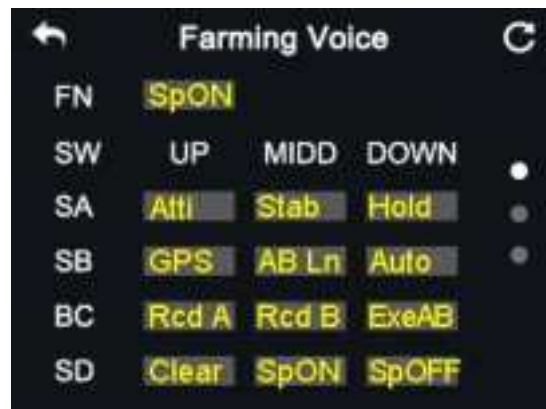 Farming Voice
FN SpON
SW UP MIDD DOWN
SA Atti Stab Hold
SB GPS AB Ln Auto
BC Rcd A Rcd B ExeAB
SD Clear SpON SpOFF